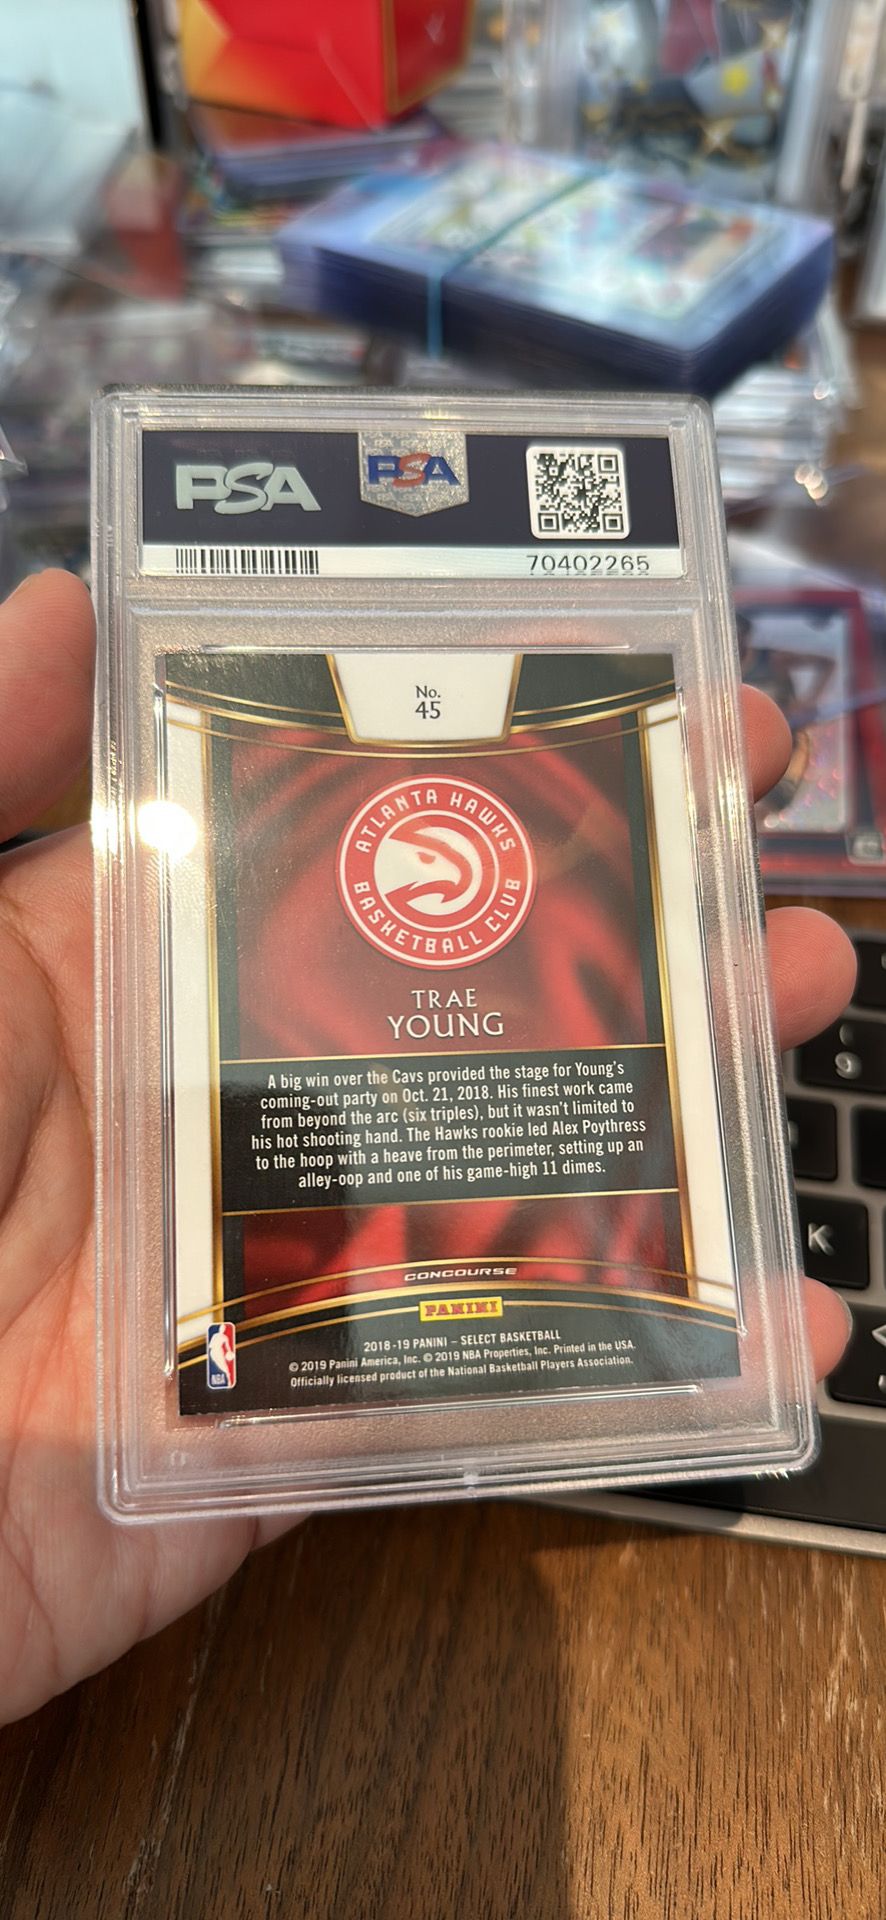 PSA
PSA
70402265
No.
45
ATLANTA HAWKS
BASKETBALL CLUB
TRAE
YOUNG
A big win over the Cavs provided the stage for Young's
coming-out party on Oct. 21, 2018. His finest work came
from beyond the arc (six triples), but it wasn't limited to
his hot shooting hand. The Hawks rookie led Alex Poythress
to the hoop with a heave from the perimeter, setting up an
alley-oop and one of his game-high 11 dimes.
CONCOURSE
PANINI
2018-19 PANINI – SELECT BASKETBALL
© 2019 Panini America, Inc. © 2019 NBA Properties, Inc. Printed in the USA.
Officially licensed product of the National Basketball Players Association.
NBA
9
K